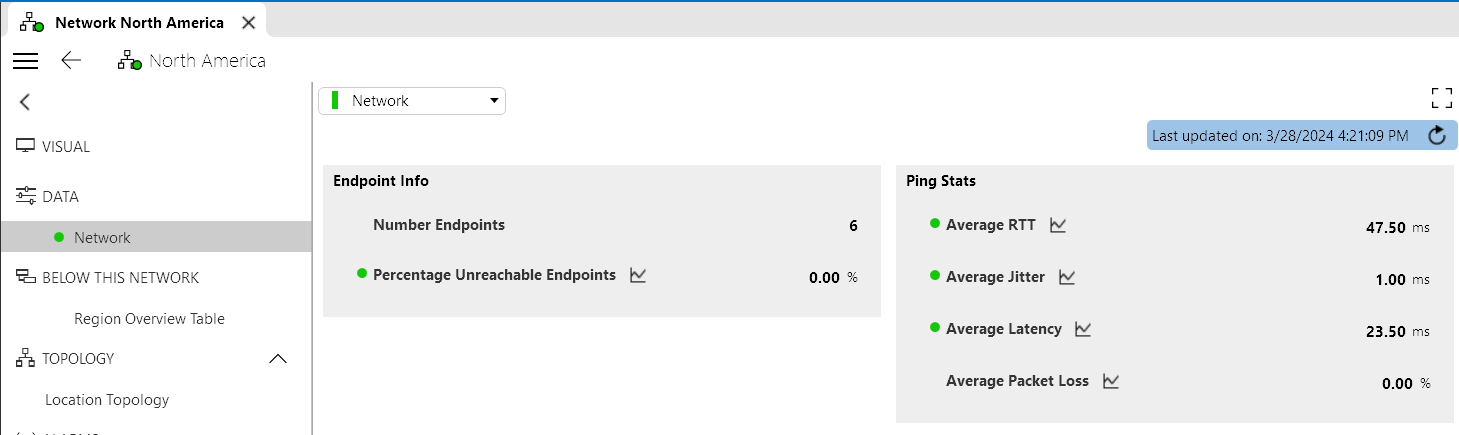 Network North America
North America
Network
Last updated on: 3/28/2024 4:21:09 PM
VISUAL
DATA
Network
BELOW THIS NETWORK
Region Overview Table
TOPOLOGY
Location Topology
Endpoint Info
Number Endpoints 6
Percentage Unreachable Endpoints 0.00 %
Ping Stats
Average RTT 47.50 ms
Average Jitter 1.00 ms
Average Latency 23.50 ms
Average Packet Loss 0.00 %